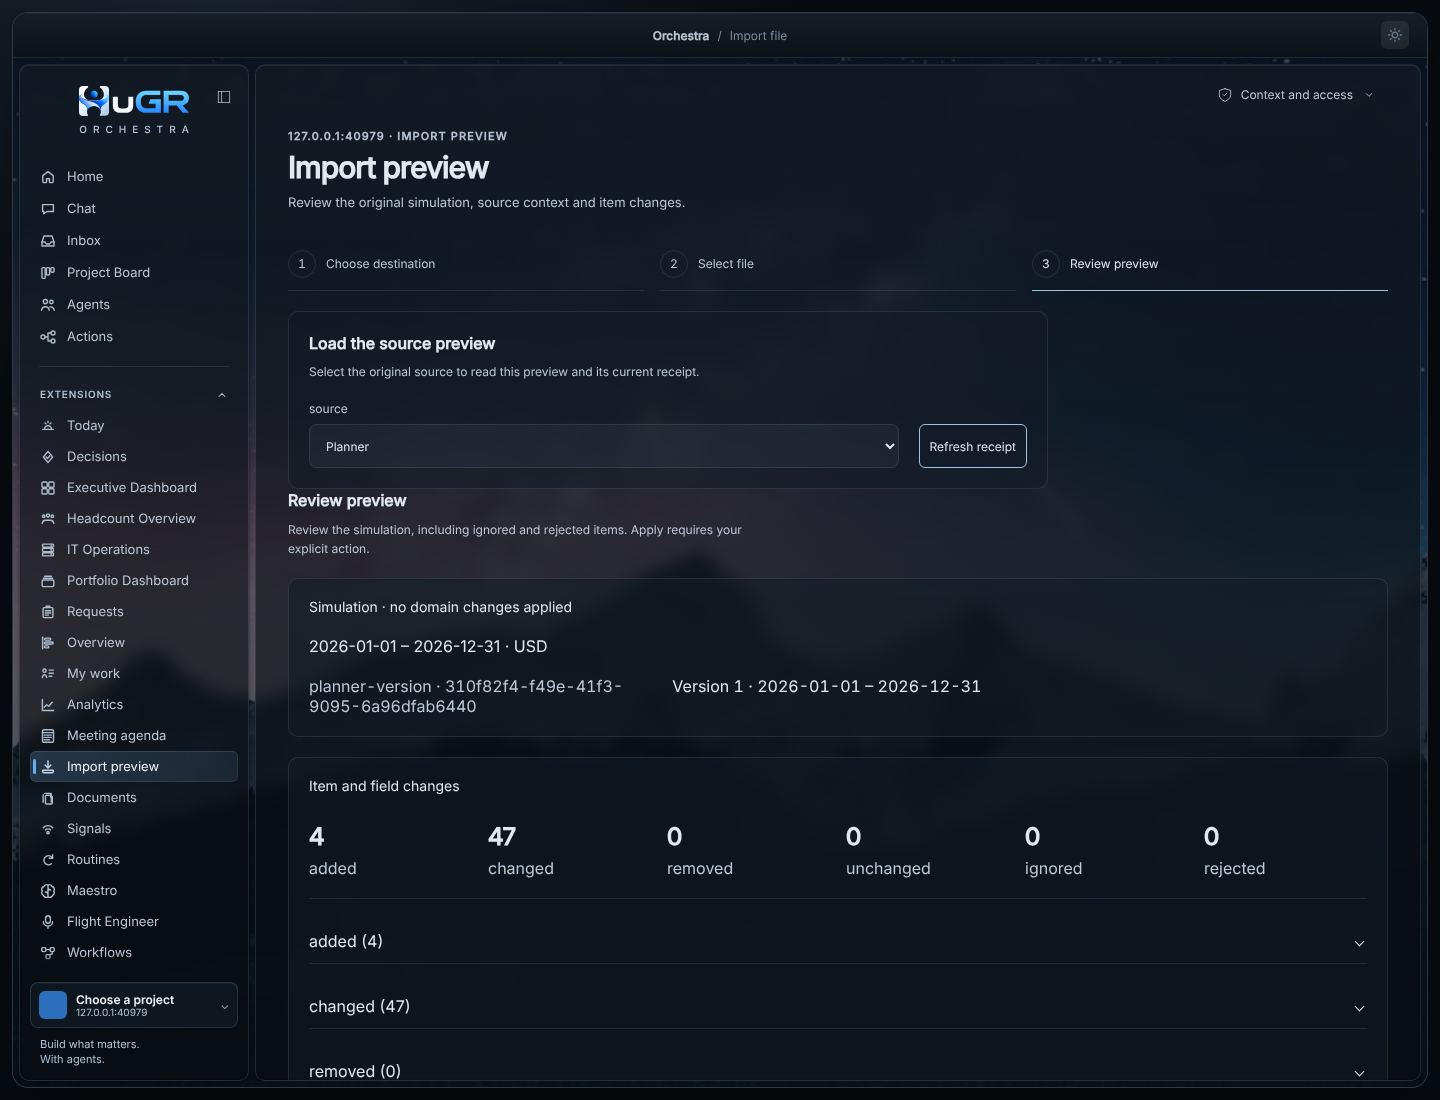 Orchestra / Import file
HuGR
ORCHESTRA
Home
Chat
Inbox
Project Board
Agents
Actions
EXTENSIONS
Today
Decisions
Executive Dashboard
Headcount Overview
IT Operations
Portfolio Dashboard
Requests
Overview
My work
Analytics
Meeting agenda
Import preview
Documents
Signals
Routines
Maestro
Flight Engineer
Workflows
Choose a project
127.0.0.1:40979
Build what matters.
With agents.
Context and access
127.0.0.1:40979 · IMPORT PREVIEW
Import preview
Review the original simulation, source context and item changes.
1 Choose destination
2 Select file
3 Review preview
Load the source preview
Select the original source to read this preview and its current receipt.
source
Planner
Refresh receipt
Review preview
Review the simulation, including ignored and rejected items. Apply requires your
explicit action.
Simulation · no domain changes applied
2026-01-01 – 2026-12-31 · USD
planner-version · 310f82f4-f49e-41f3-
9095-6a96dfab6440
Version 1 · 2026-01-01 – 2026-12-31
Item and field changes
4 47 0 0 0 0
added changed removed unchanged ignored rejected
added (4)
changed (47)
removed (0)